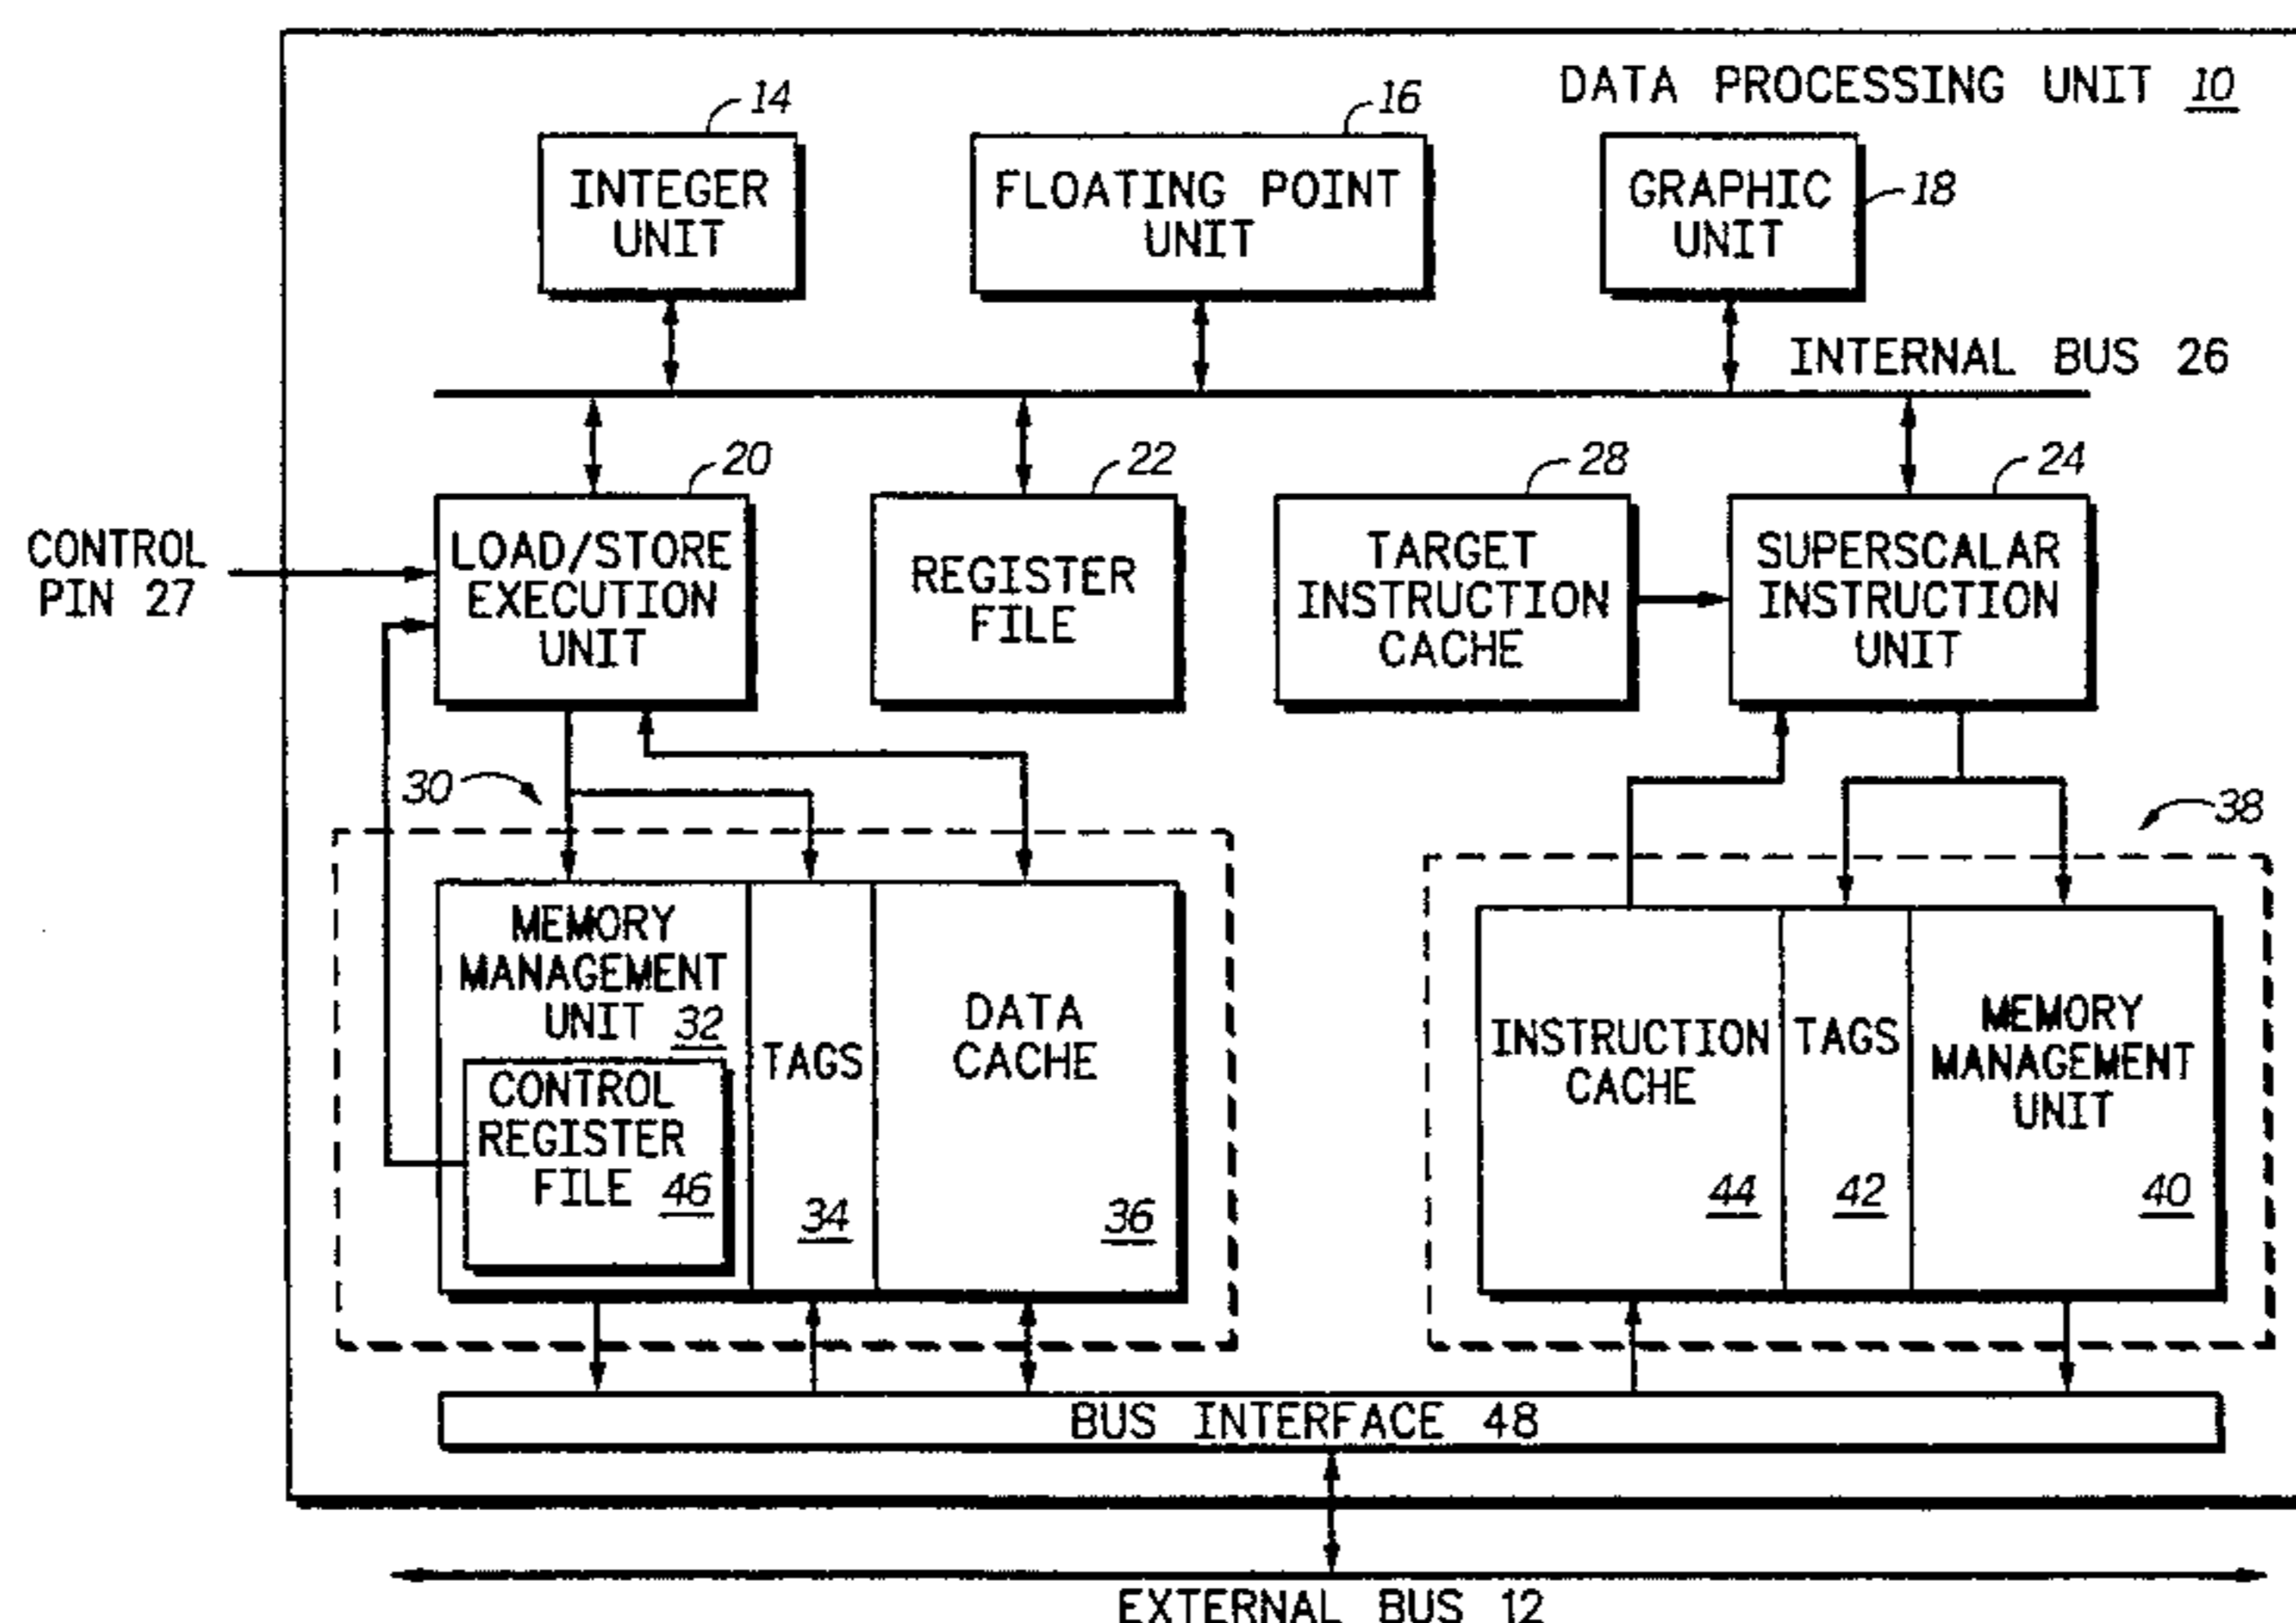 DATA PROCESSING UNIT 10
14
16
INTEGER
UNIT
FLOATING POINT
UNIT
GRAPHIC
UNIT
18
INTERNAL BUS 26
20
22
28
24
CONTROL
PIN 27
LOAD/STORE
EXECUTION
UNIT
REGISTER
FILE
TARGET
INSTRUCTION
CACHE
SUPERSCALAR
INSTRUCTION
UNIT
30
38
MEMORY
MANAGEMENT
UNIT 32
CONTROL
REGISTER
FILE 46
TAGS
34
DATA
CACHE
36
INSTRUCTION
CACHE
44
TAGS
42
MEMORY
MANAGEMENT
UNIT
40
BUS INTERFACE 48
EXTERNAL BUS 12